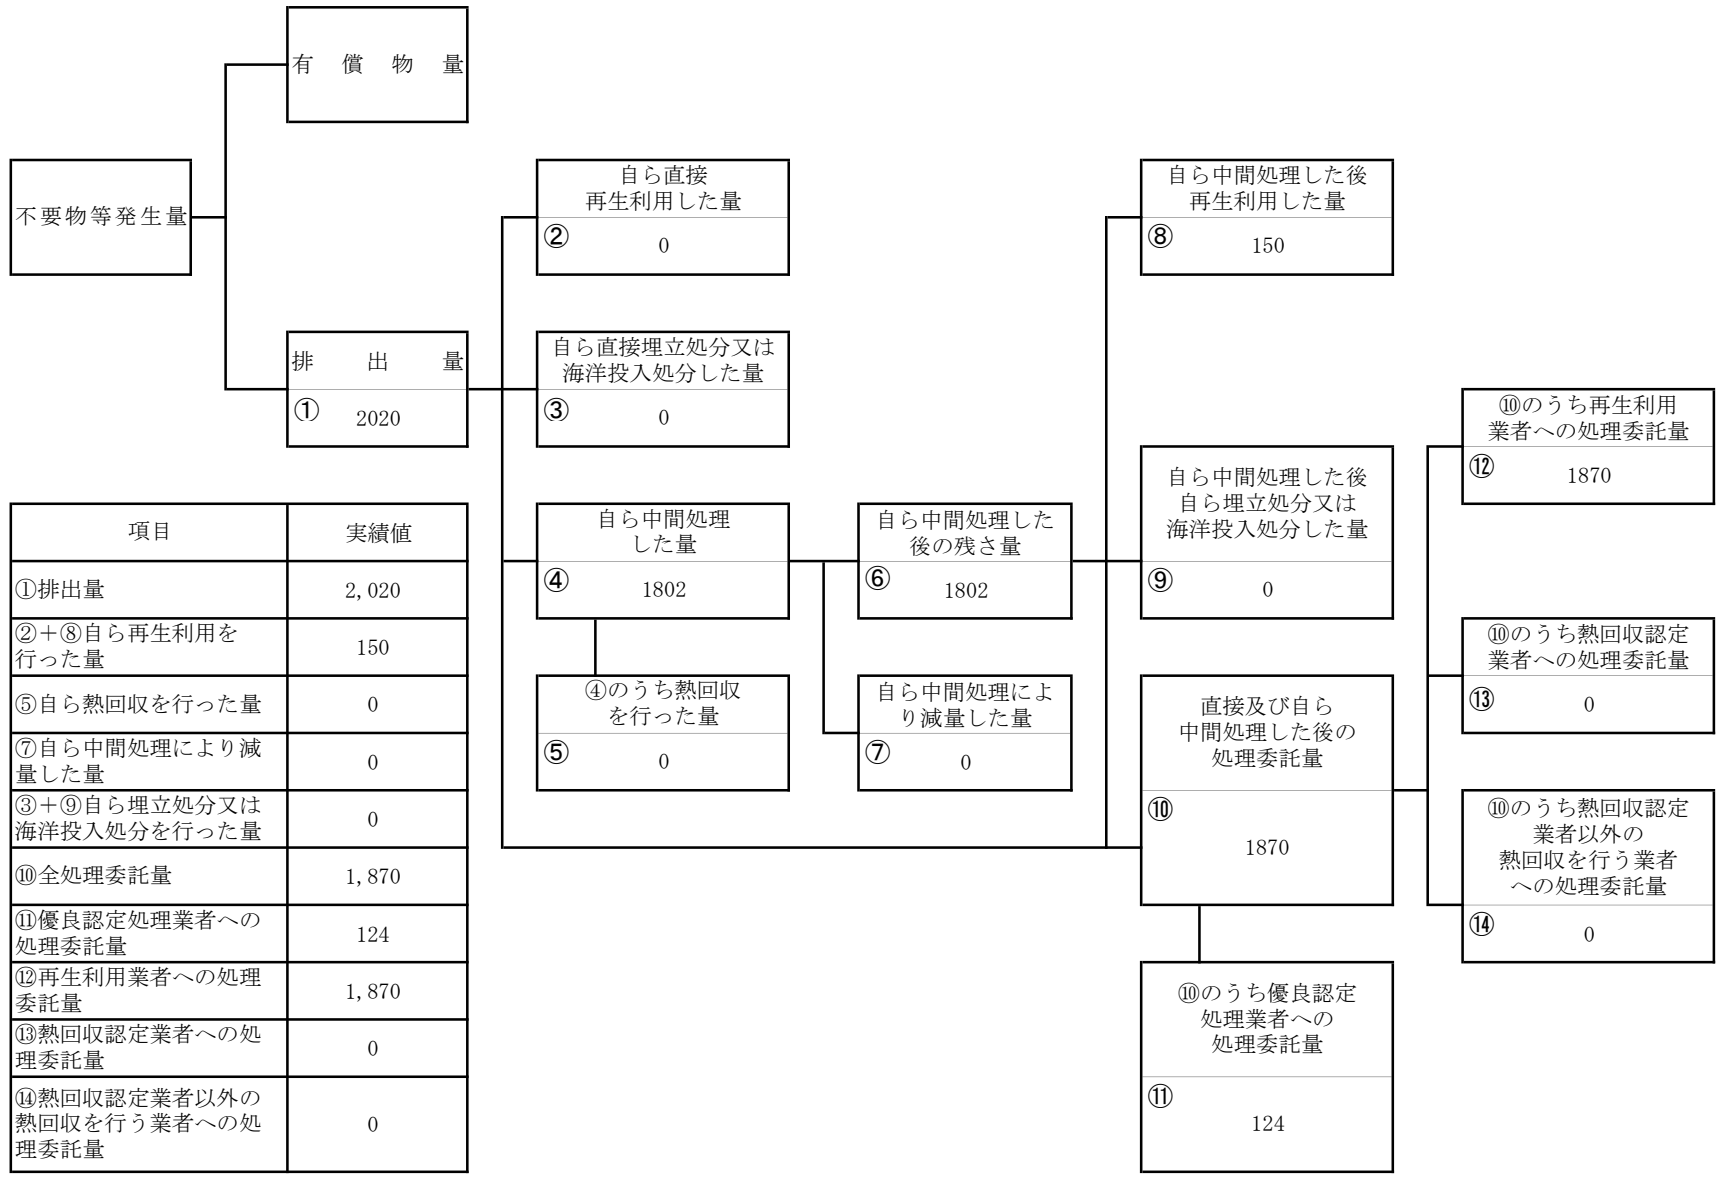 有償物量
不要物等発生量
排出量
①
2020
自ら直接
再生利用した量
②
0
自ら直接埋立処分又は
海洋投入処分した量
③
0
自ら中間処理
した量
④
1802
④のうち熱回収
を行った量
⑤
0
自ら中間処理した
後の残さ量
⑥
1802
自ら中間処理によ
り減量した量
⑦
0
自ら中間処理した後
再生利用した量
⑧
150
自ら中間処理した後
自ら埋立処分又は
海洋投入処分した量
⑨
0
直接及び自ら
中間処理した後の
処理委託量
⑩
1870
⑩のうち優良認定
処理業者への
処理委託量
⑪
124
⑩のうち再生利用
業者への処理委託量
⑫
1870
⑩のうち熱回収認定
業者への処理委託量
⑬
0
⑩のうち熱回収認定
業者以外の
熱回収を行う業者
への処理委託量
⑭
0
項目 実績値
①排出量 2,020
②＋⑧自ら再生利用を
行った量 150
⑤自ら熱回収を行った量 0
⑦自ら中間処理により減
量した量 0
③＋⑨自ら埋立処分又は
海洋投入処分を行った量 0
⑩全処理委託量 1,870
⑪優良認定処理業者への
処理委託量 124
⑫再生利用業者への処理
委託量 1,870
⑬熱回収認定業者への処
理委託量 0
⑭熱回収認定業者以外の
熱回収を行う業者への処
理委託量 0